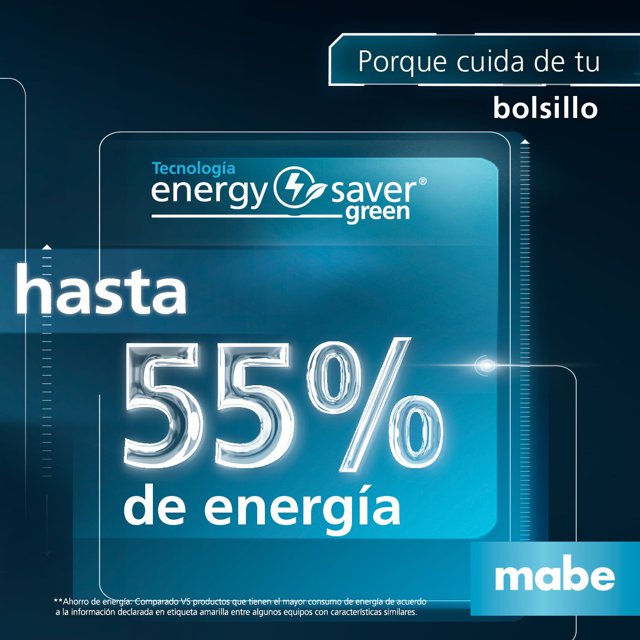 Porque cuida de tu
bolsillo
Tecnología
energy saver®
green
hasta
55%
de energía
mabe
**Ahorro de energía: Comparado VS productos que tienen el mayor consumo de energía de acuerdo
a la información declarada en etiqueta amarilla entre algunos equipos con características similares.